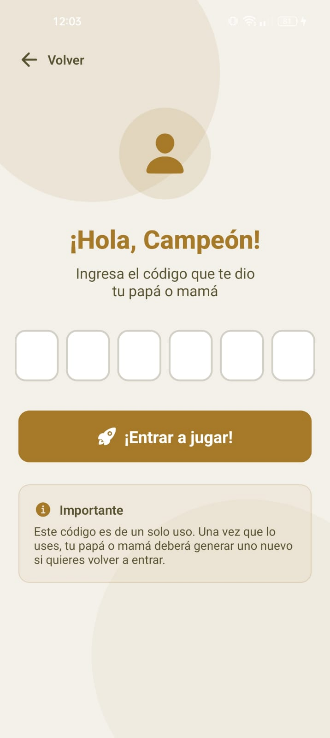 12:03
Volver
¡Hola, Campeón!
Ingresa el código que te dio
tu papá o mamá
¡Entrar a jugar!
Importante
Este código es de un solo uso. Una vez que lo
uses, tu papá o mamá deberá generar uno nuevo
si quieres volver a entrar.